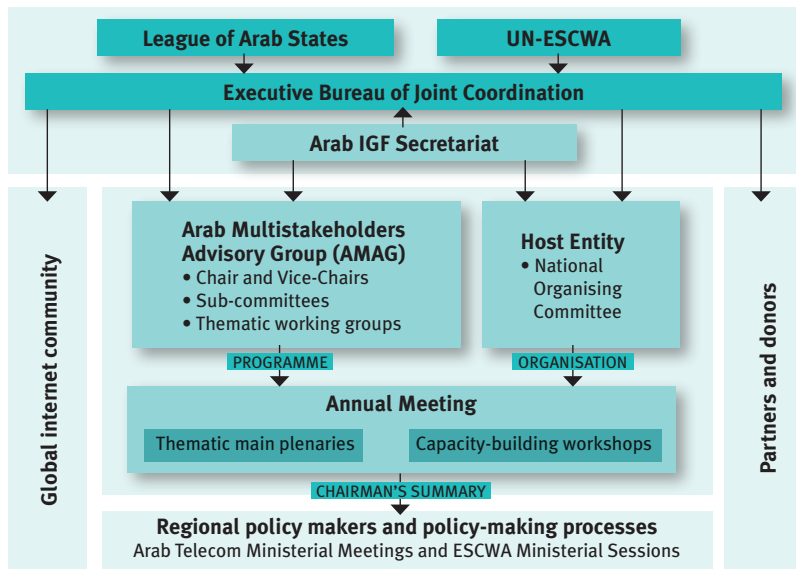 League of Arab States
UN-ESCWA
Executive Bureau of Joint Coordination
Arab IGF Secretariat
Global internet community
Arab Multistakeholders
Advisory Group (AMAG)
• Chair and Vice-Chairs
• Sub-committees
• Thematic working groups
Host Entity
• National
Organising
Committee
Partners and donors
PROGRAMME
ORGANISATION
Annual Meeting
Thematic main plenaries
Capacity-building workshops
CHAIRMAN'S SUMMARY
Regional policy makers and policy-making processes
Arab Telecom Ministerial Meetings and ESCWA Ministerial Sessions